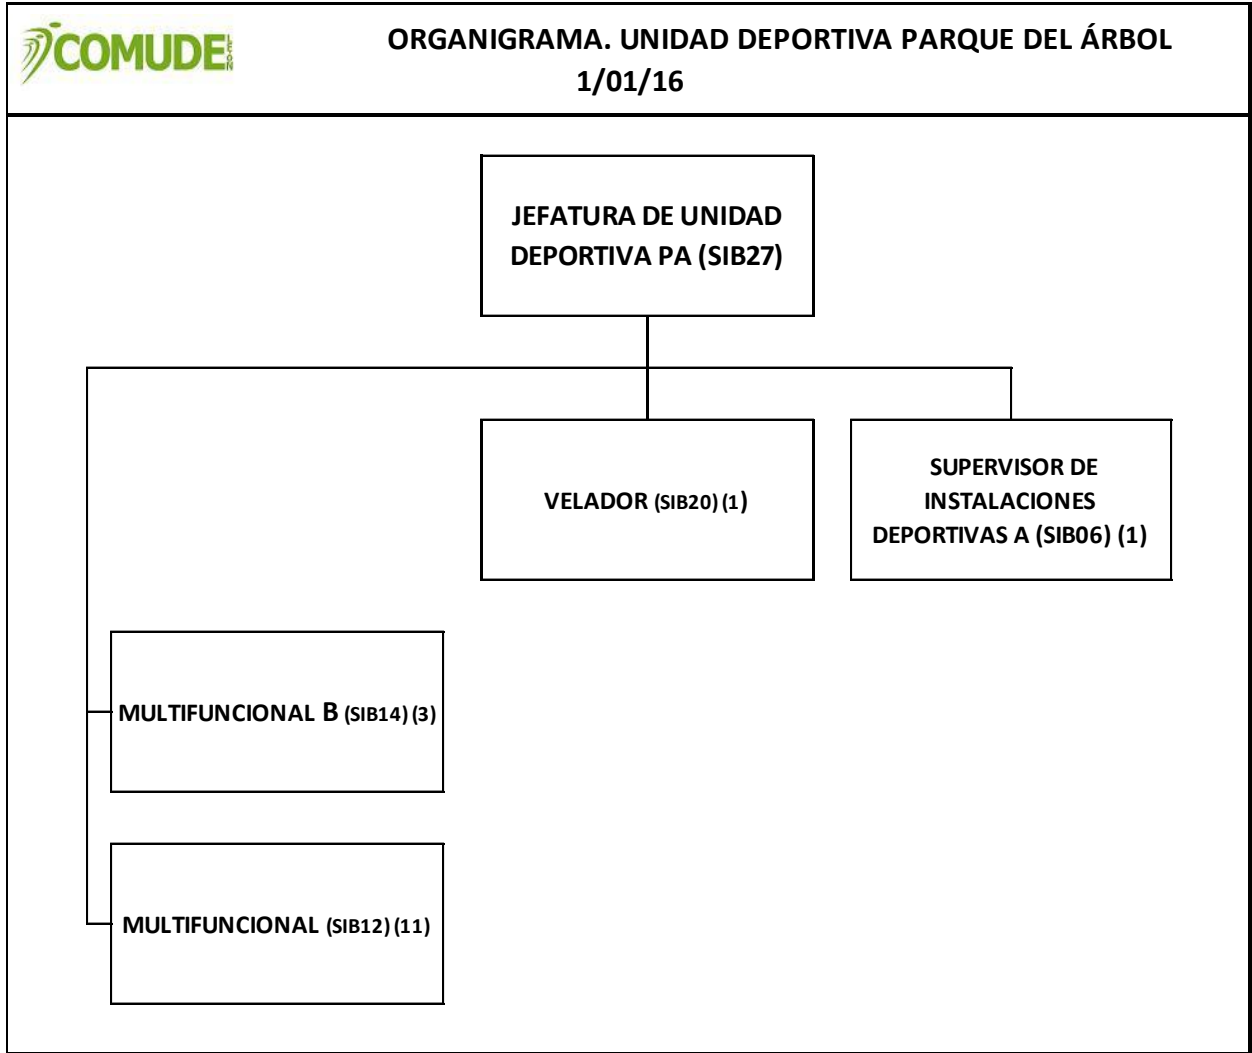 COMUDE
LEÓN
ORGANIGRAMA. UNIDAD DEPORTIVA PARQUE DEL ÁRBOL
1/01/16
JEFATURA DE UNIDAD
DEPORTIVA PA (SIB27)
VELADOR (SIB20) (1)
SUPERVISOR DE
INSTALACIONES
DEPORTIVAS A (SIB06) (1)
MULTIFUNCIONAL B (SIB14) (3)
MULTIFUNCIONAL (SIB12) (11)